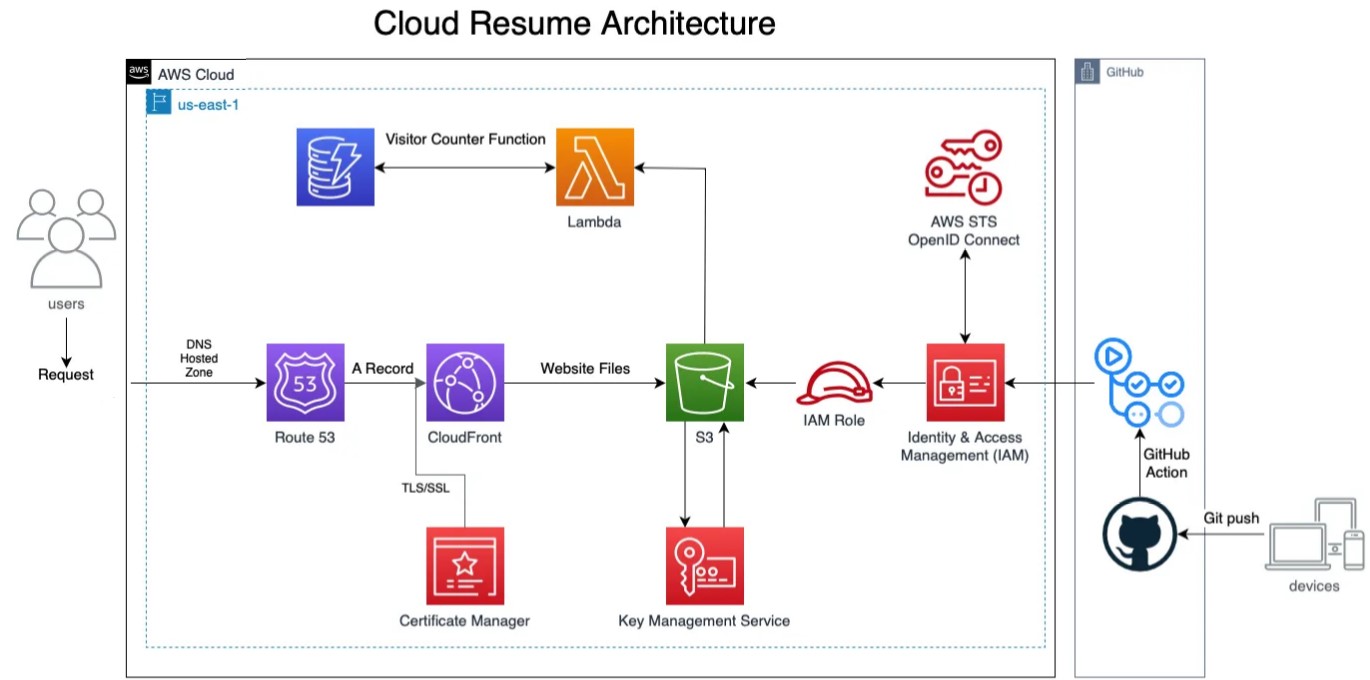 Cloud Resume Architecture
aws
AWS Cloud
GitHub
us-east-1
Visitor Counter Function
Lambda
AWS STS
OpenID Connect
users
Request
DNS
Hosted
Zone
53
Route 53
A Record
CloudFront
Website Files
S3
IAM Role
Identity & Access
Management (IAM)
GitHub
Action
TLS/SSL
Git push
devices
Certificate Manager
Key Management Service